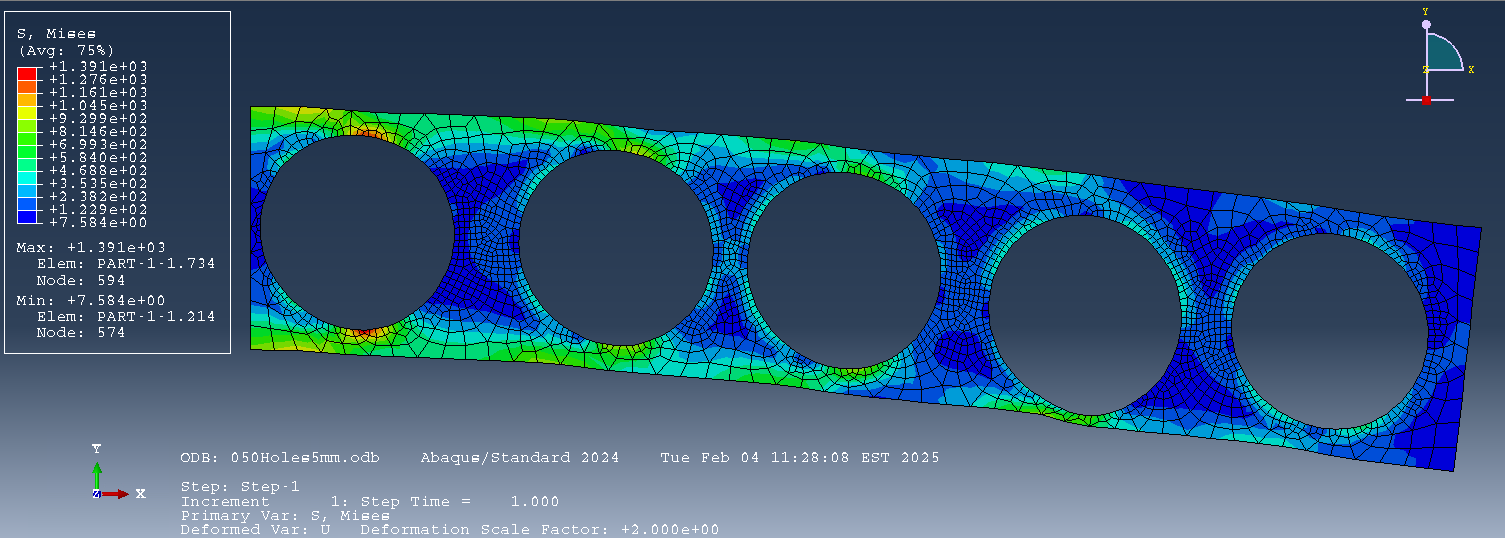 S, Mises
(Avg: 75%)
+1.391e+03
+1.276e+03
+1.161e+03
+1.045e+03
+9.299e+02
+8.146e+02
+6.993e+02
+5.840e+02
+4.688e+02
+3.535e+02
+2.382e+02
+1.229e+02
+7.584e+00
Max: +1.391e+03
Elem: PART-1-1.734
Node: 594
Min: +7.584e+00
Elem: PART-1-1.214
Node: 574
Y
Z X
Y
Z X
ODB: 050Holes5mm.odb Abaqus/Standard 2024 Tue Feb 04 11:28:08 EST 2025
Step: Step-1
Increment 1: Step Time = 1.000
Primary Var: S, Mises
Deformed Var: U Deformation Scale Factor: +2.000e+00